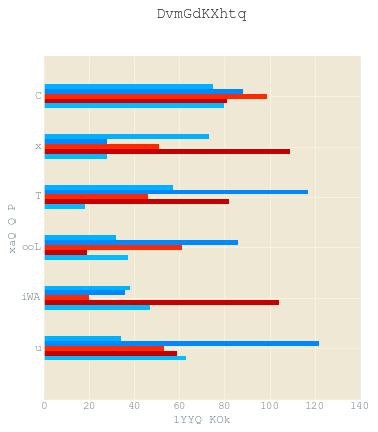 DvmGdKXhtq
C
x
T
ooL
iWA
u
xaQ Q P
0 20 40 60 80 100 120 140
1YYQ KOk